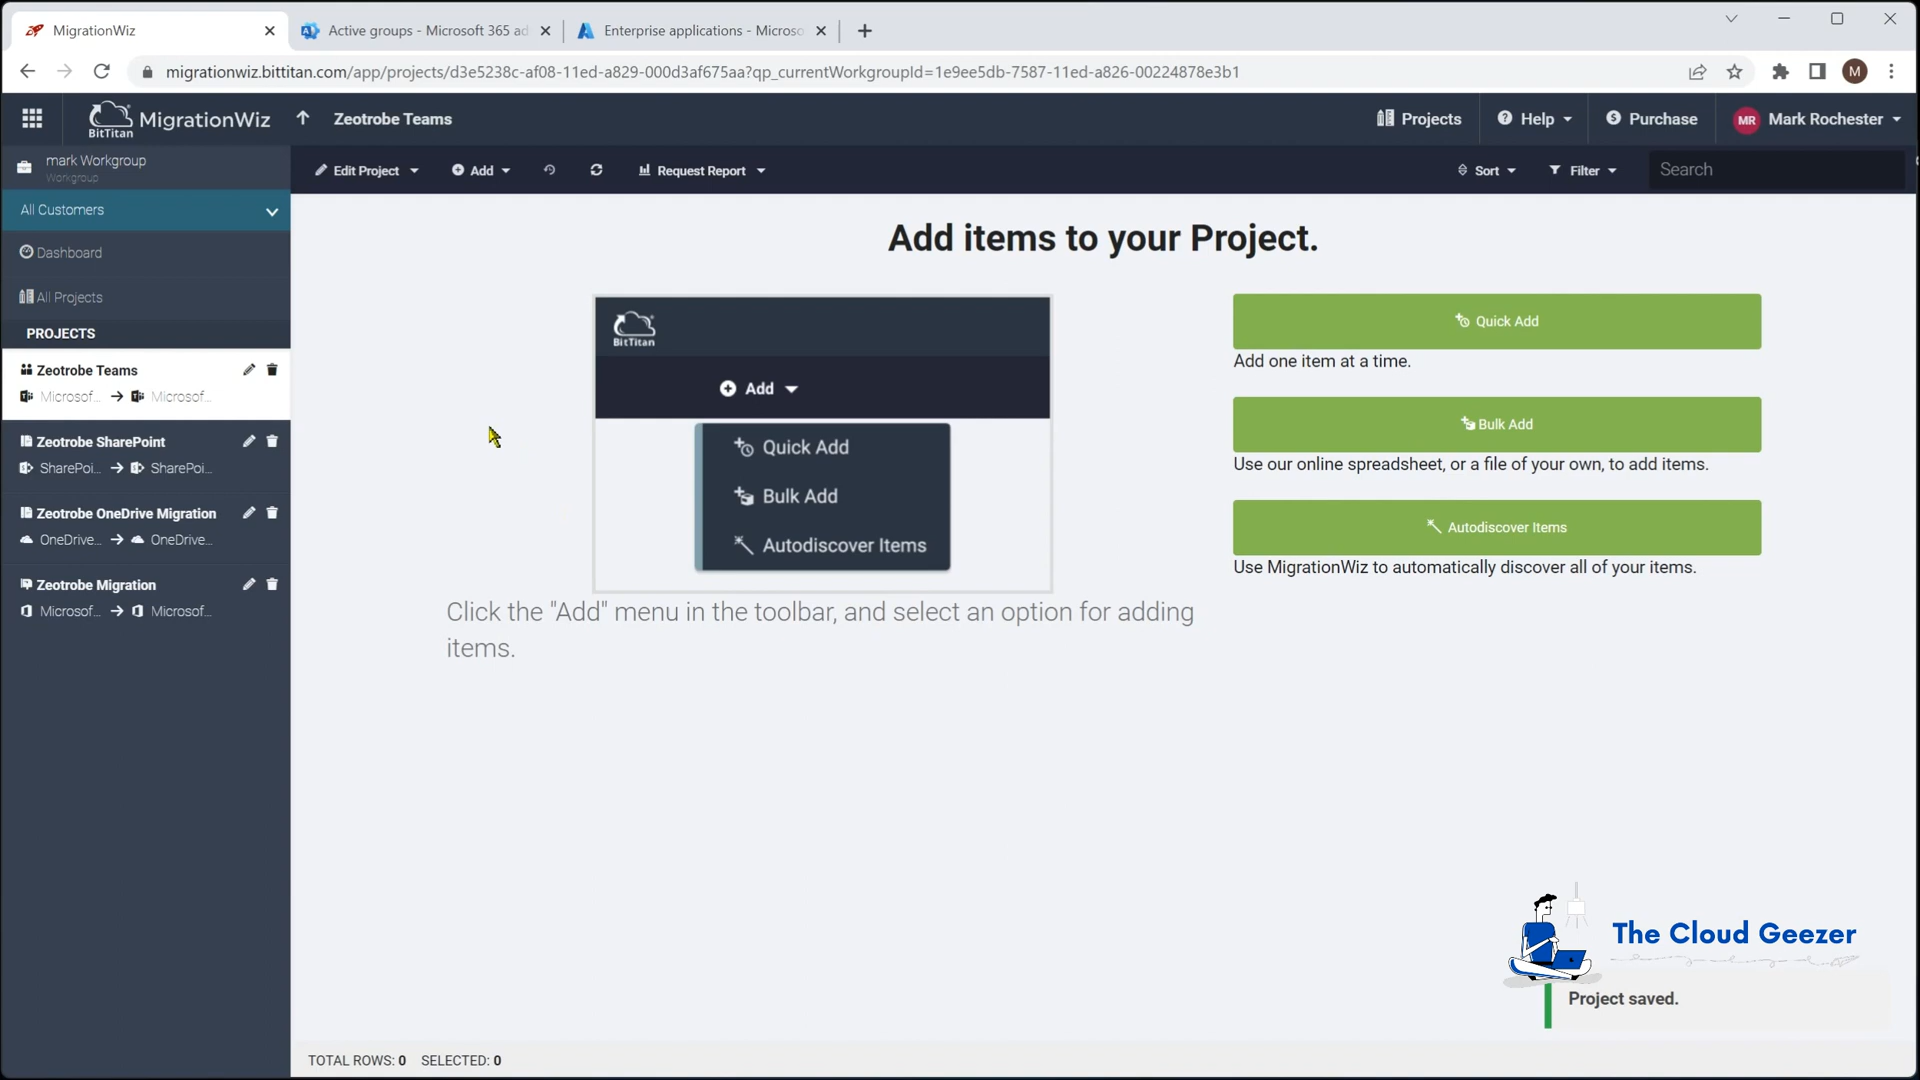 MigrationWiz
Active groups - Microsoft 365 ad
Enterprise applications - Microso
migrationwiz.bittitan.com/app/projects/d3e5238c-af08-11ed-a829-000d3af675aa?qp_currentWorkgroupId=1e9ee5db-7587-11ed-a826-00224878e3b1
M
BitTitan
MigrationWiz
Zeotrobe Teams
Projects
Help
Purchase
MR
Mark Rochester
mark Workgroup
Workgroup
Edit Project
Add
Request Report
Sort
Filter
Search
All Customers
Dashboard
All Projects
PROJECTS
Zeotrobe Teams
Microsof... → Microsof...
Zeotrobe SharePoint
SharePoi... → SharePoi...
Zeotrobe OneDrive Migration
OneDrive... → OneDrive...
Zeotrobe Migration
Microsof... → Microsof...
Add items to your Project.
BitTitan
Add
Quick Add
Bulk Add
Autodiscover Items
Click the "Add" menu in the toolbar, and select an option for adding
items.
Quick Add
Add one item at a time.
Bulk Add
Use our online spreadsheet, or a file of your own, to add items.
Autodiscover Items
Use MigrationWiz to automatically discover all of your items.
The Cloud Geezer
Project saved.
TOTAL ROWS: 0 SELECTED: 0